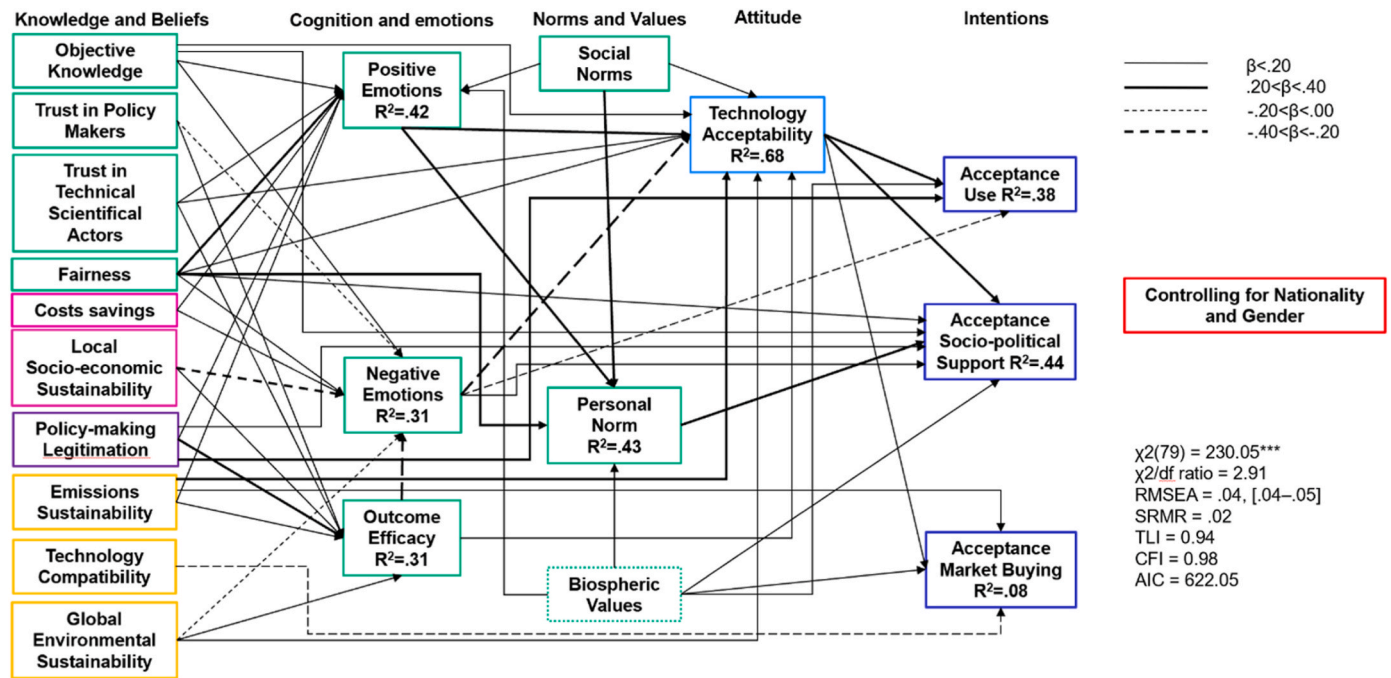 Knowledge and Beliefs
Cognition and emotions
Norms and Values
Attitude
Intentions
Objective
Knowledge
Trust in Policy
Makers
Trust in
Technical
Scientifical
Actors
Fairness
Costs savings
Local
Socio-economic
Sustainability
Policy-making
Legitimation
Emissions
Sustainability
Technology
Compatibility
Global
Environmental
Sustainability
Positive
Emotions
R²=.42
Negative
Emotions
R²=.31
Outcome
Efficacy
R²=.31
Social
Norms
Personal
Norm
R²=.43
Biospheric
Values
Technology
Acceptability
R²=.68
Acceptance
Use R²=.38
Acceptance
Socio-political
Support R²=.44
Acceptance
Market Buying
R²=.08
β<.20
.20<β<.40
-.20<β<.00
-.40<β<-.20
Controlling for Nationality
and Gender
χ2(79) = 230.05***
χ2/df ratio = 2.91
RMSEA = .04, [.04–.05]
SRMR = .02
TLI = 0.94
CFI = 0.98
AIC = 622.05